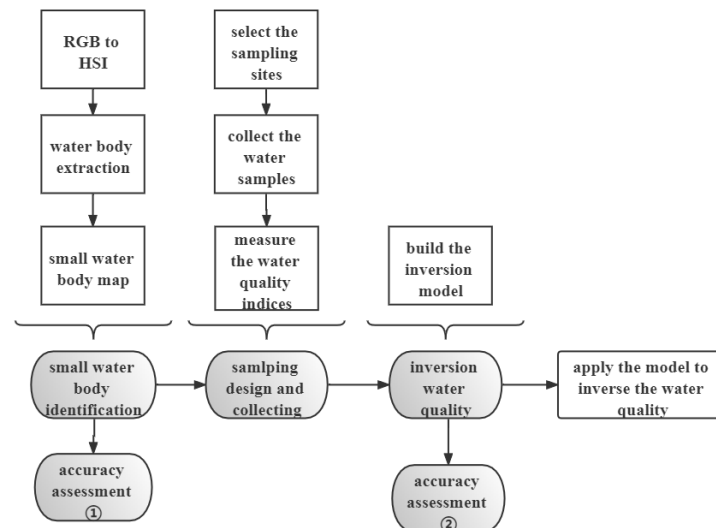 RGB to
HSI
water body
extraction
small water
body map
select the
sampling
sites
collect the
water
samples
measure
the water
quality
indices
build the
inversion
model
small water
body
identification
samlping
design and
collecting
inversion
water
quality
apply the model to
inverse the water
quality
accuracy
assessment
①
accuracy
assessment
②